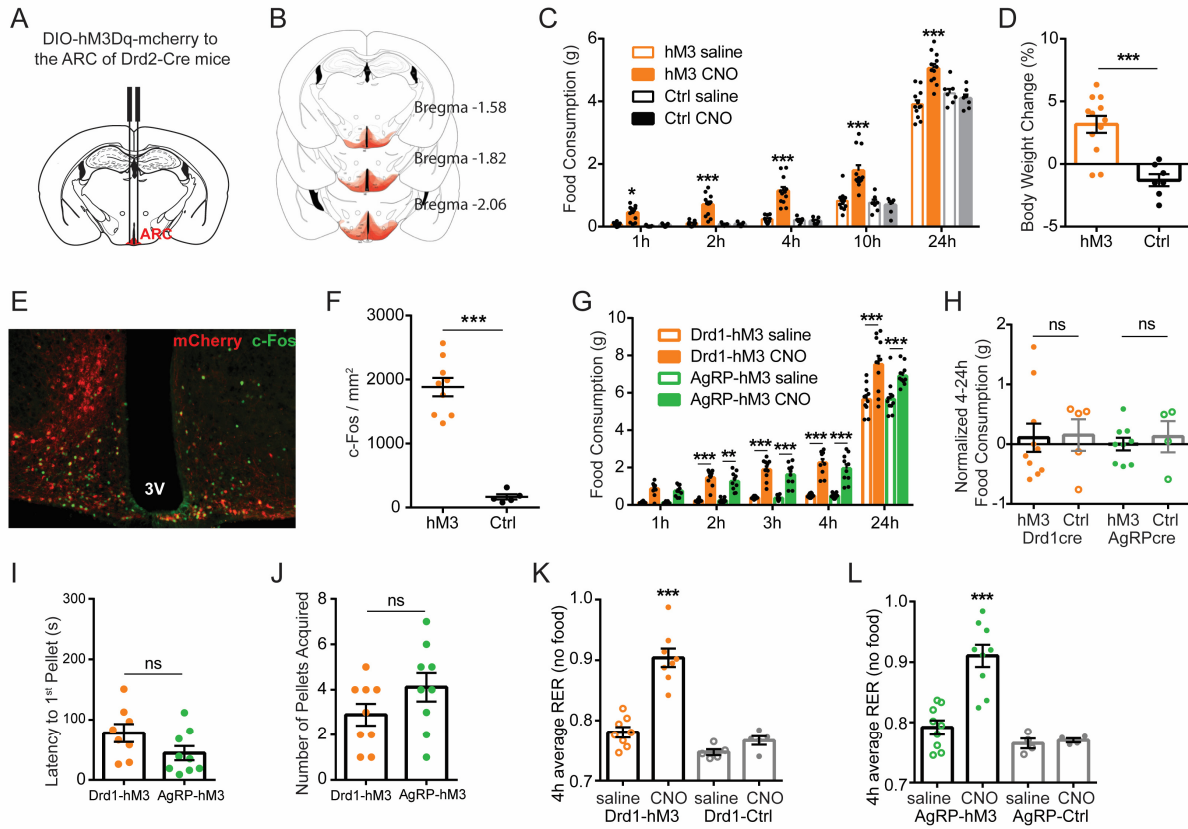 A
DIO-hM3Dq-mcherry to
the ARC of Drd2-Cre mice
ARC
B
Bregma -1.58
Bregma -1.82
Bregma -2.06
C
Food Consumption (g)
6
4
2
0
hM3 saline
hM3 CNO
Ctrl saline
Ctrl CNO
* *** *** *** ***
1h 2h 4h 10h 24h
D
Body Weight Change (%)
10
5
0
-5
***
hM3 Ctrl
E
mCherry c-Fos
3V
F
c-Fos / mm²
3000
2000
1000
0
***
hM3 Ctrl
G
Food Consumption (g)
10
8
6
4
2
0
Drd1-hM3 saline
Drd1-hM3 CNO
AgRP-hM3 saline
AgRP-hM3 CNO
*** ** *** *** *** *** *** ***
1h 2h 3h 4h 24h
H
Normalized 4-24h
Food Consumption (g)
2
1
0
-1
ns ns
hM3 Ctrl hM3 Ctrl
Drd1cre AgRPcre
I
Latency to 1st Pellet (s)
300
200
100
0
ns
Drd1-hM3 AgRP-hM3
J
Number of Pellets Acquired
8
6
4
2
0
ns
Drd1-hM3 AgRP-hM3
K
4h average RER (no food)
1.0
0.9
0.8
0.7
***
saline CNO saline CNO
Drd1-hM3 Drd1-Ctrl
L
4h average RER (no food)
1.0
0.9
0.8
0.7
***
saline CNO saline CNO
AgRP-hM3 AgRP-Ctrl